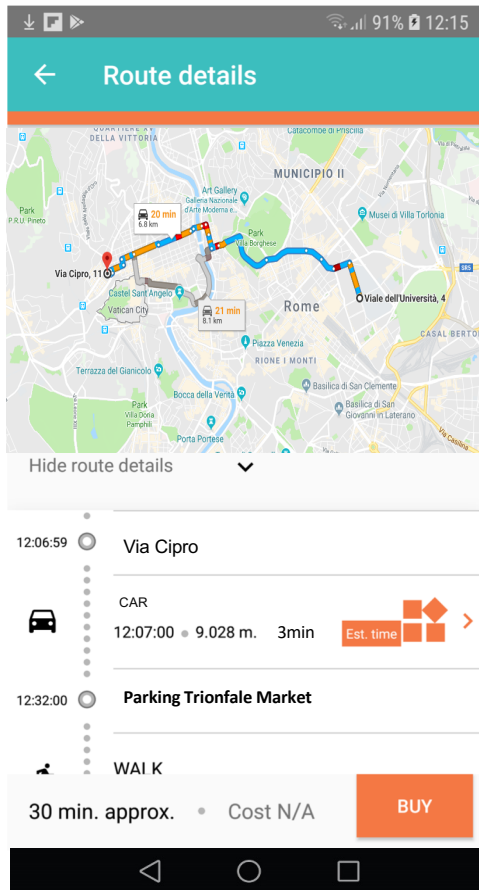 91% 12:15
Route details
QUARTIERE XV
DELLA VITTORIA
Catacombe di Priscilla
MUNICIPIO II
Art Gallery
Galleria Nazionale
d'Arte Moderna e...
Park
P.R.U. Pineto
20 min
6.8 km
Musei di Villa Torlonia
Park
Villa Borghese
Via Cipro, 11
SR5
Castel Sant'Angelo
Viale dell'Università, 4
Vatican City
21 min
8.1 km
Rome
CASAL BERTO
Piazza Venezia
RIONE I MONTI
Terrazza del Gianicolo
Basilica di San Clemente
Bocca della Verità
Park
Villa Doria
Pamphili
Basilica di San
Giovanni in Laterano
Porta Portese
Via Casilina
Hide route details
12:06:59 Via Cipro
CAR
12:07:00 9.028 m. 3min Est. time
12:32:00 Parking Trionfale Market
WALK
30 min. approx. Cost N/A BUY